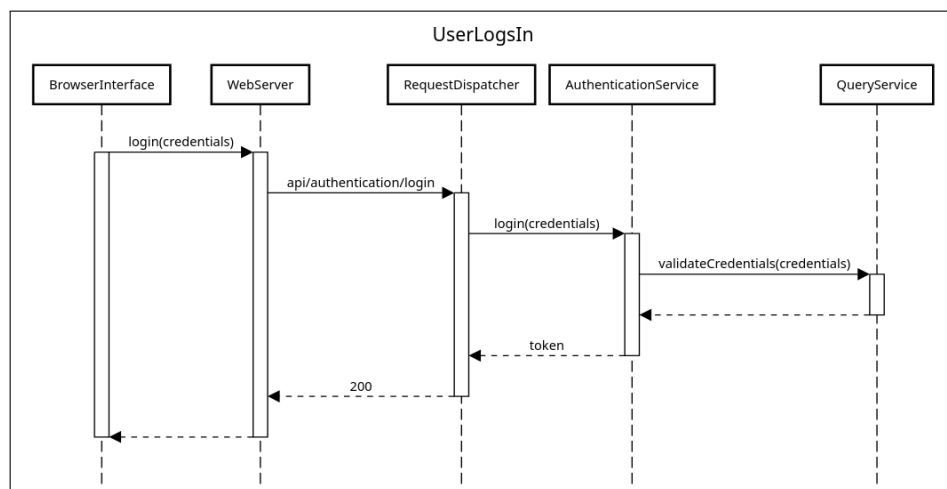 UserLogsIn
BrowserInterface
WebServer
RequestDispatcher
AuthenticationService
QueryService
login(credentials)
api/authentication/login
login(credentials)
validateCredentials(credentials)
token
200